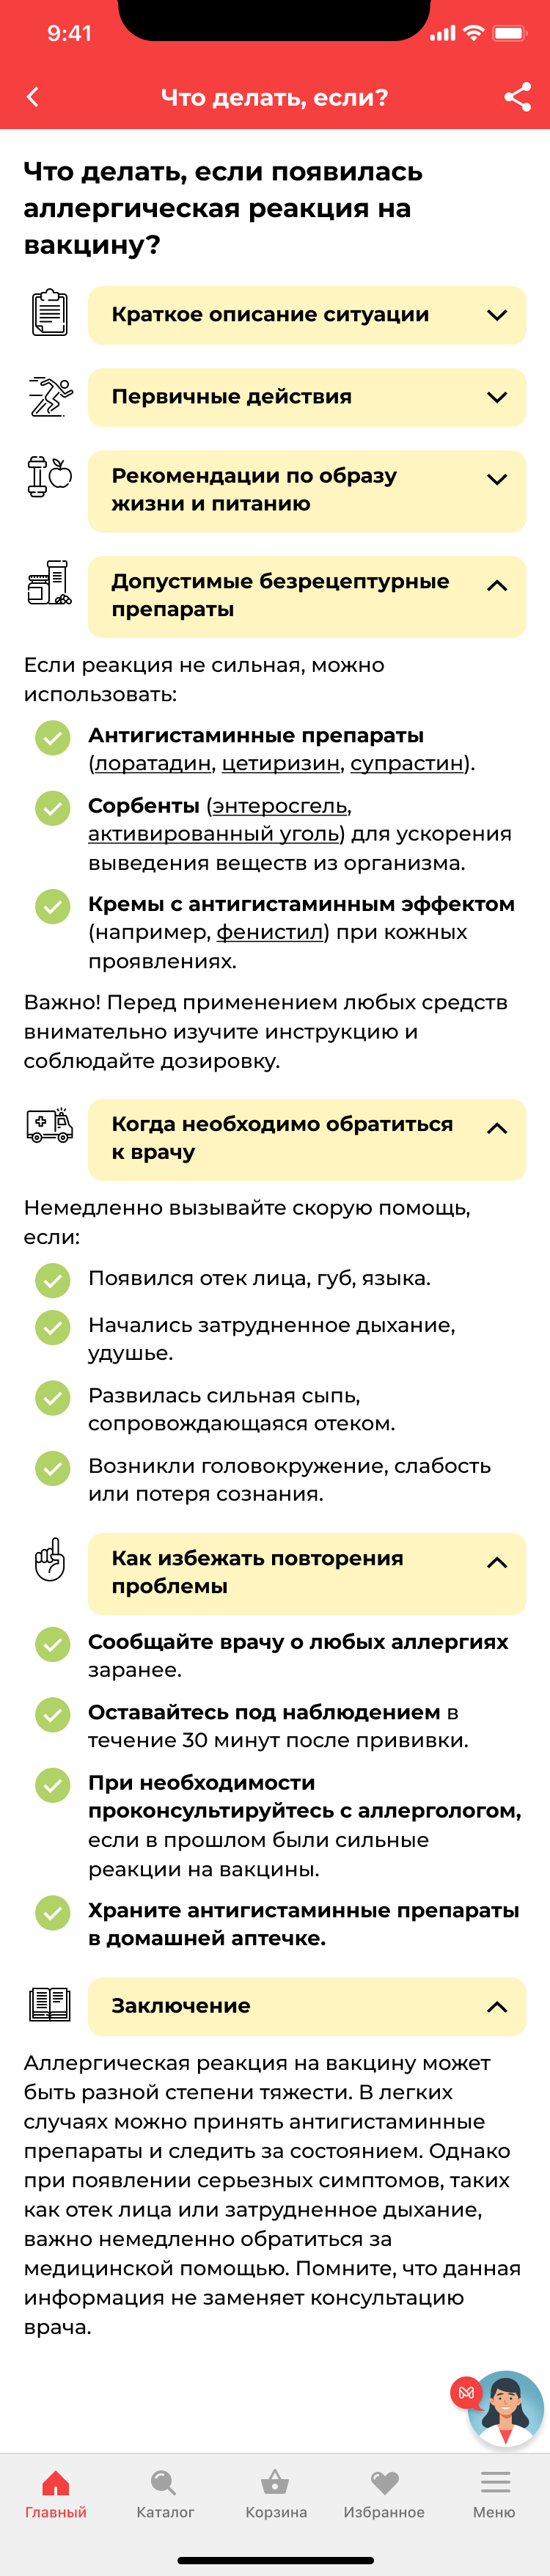 9:41
Что делать, если?
Что делать, если появилась
аллергическая реакция на
вакцину?
Краткое описание ситуации
Первичные действия
Рекомендации по образу
жизни и питанию
Допустимые безрецептурные
препараты
Если реакция не сильная, можно
использовать:
Антигистаминные препараты
(лоратадин, цетиризин, супрастин).
Сорбенты (энтеросгель,
активированный уголь) для ускорения
выведения веществ из организма.
Кремы с антигистаминным эффектом
(например, фенистил) при кожных
проявлениях.
Важно! Перед применением любых средств
внимательно изучите инструкцию и
соблюдайте дозировку.
Когда необходимо обратиться
к врачу
Немедленно вызывайте скорую помощь,
если:
Появился отек лица, губ, языка.
Начались затрудненное дыхание,
удушье.
Развилась сильная сыпь,
сопровождающаяся отеком.
Возникли головокружение, слабость
или потеря сознания.
Как избежать повторения
проблемы
Сообщайте врачу о любых аллергиях
заранее.
Оставайтесь под наблюдением в
течение 30 минут после прививки.
При необходимости
проконсультируйтесь с аллергологом,
если в прошлом были сильные
реакции на вакцины.
Храните антигистаминные препараты
в домашней аптечке.
Заключение
Аллергическая реакция на вакцину может
быть разной степени тяжести. В легких
случаях можно принять антигистаминные
препараты и следить за состоянием. Однако
при появлении серьезных симптомов, таких
как отек лица или затрудненное дыхание,
важно немедленно обратиться за
медицинской помощью. Помните, что данная
информация не заменяет консультацию
врача.
Главный
Каталог
Корзина
Избранное
Меню